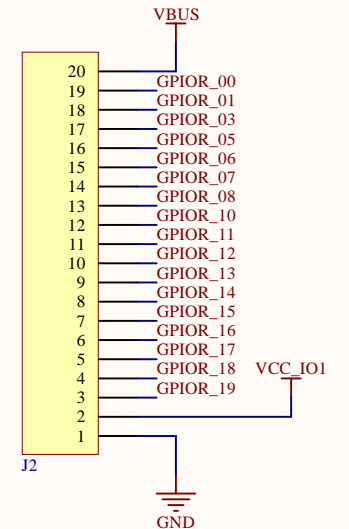 VBUS
20
19 GPIOR_00
18 GPIOR_01
17 GPIOR_03
16 GPIOR_05
15 GPIOR_06
14 GPIOR_07
13 GPIOR_08
12 GPIOR_10
11 GPIOR_11
10 GPIOR_12
9 GPIOR_13
8 GPIOR_14
7 GPIOR_15
6 GPIOR_16
5 GPIOR_17
4 GPIOR_18
VCC_IO1
3 GPIOR_19
2
1
J2
GND